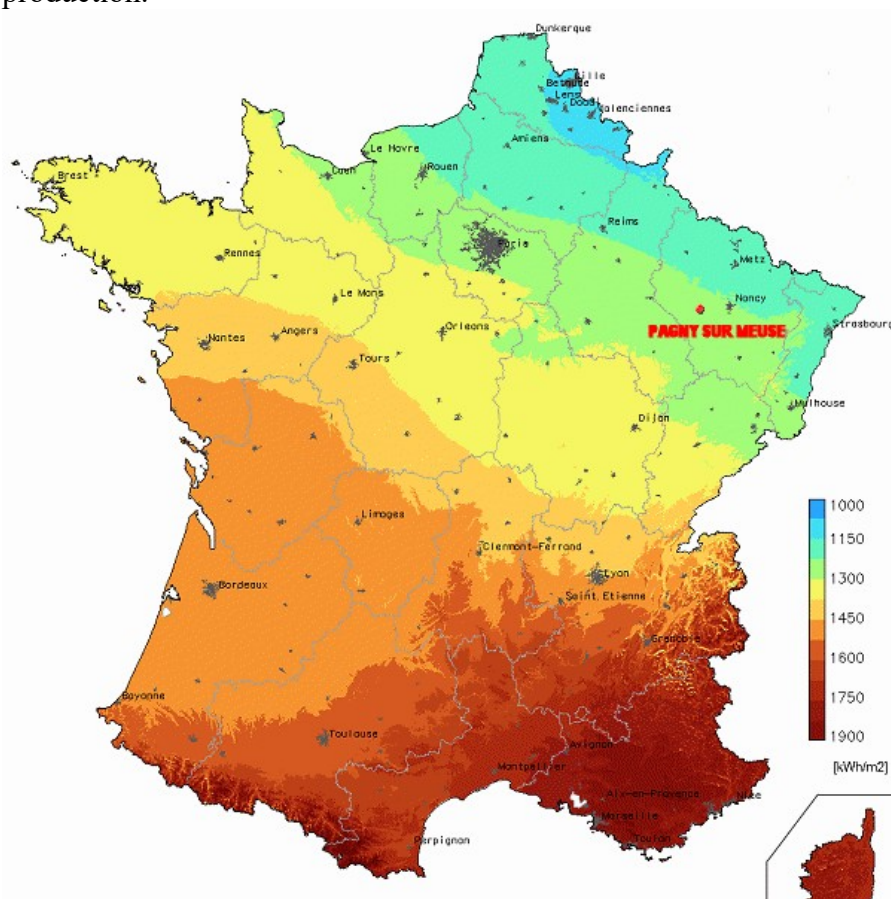 production.
Dunkerque
Lille
Bethune
Lens
Douai
Valenciennes
Amiens
Le Havre
Rouen
Caen
Brest
Reims
Paris
Metz
Rennes
Nancy
Le Mans
PAGNY SUR MEUSE
Strasbourg
Orleans
Angers
Nantes
Tours
Mulhouse
Dijon
1000
Limoges
1150
Clermont-Ferrand
Lyon
1300
Bordeaux
Saint Etienne
1450
Grenoble
1600
Bayonne
1750
Toulouse
1900
Avignon
Montpellier
[kWh/m2]
Aix-en-Provence
Nice
Marseille
Toulon
Perpignan